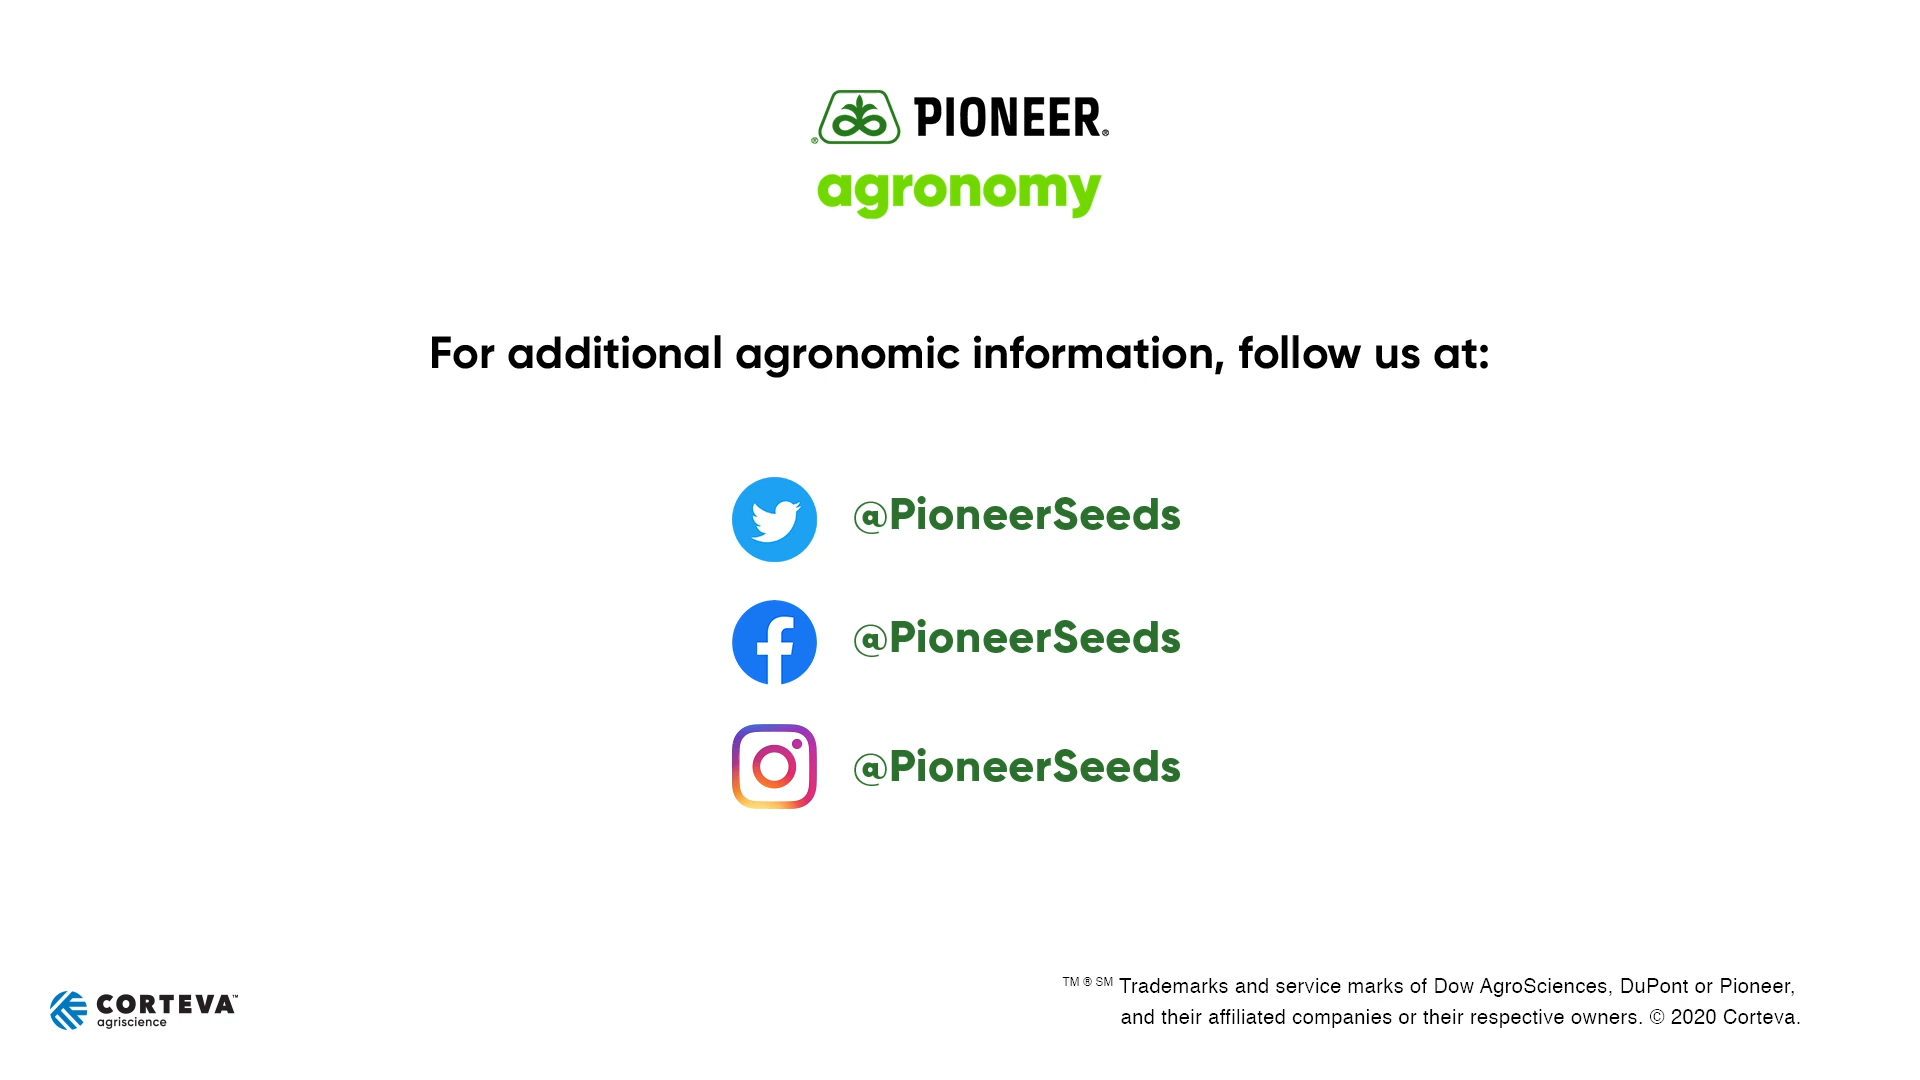 PIONEER®
agronomy
For additional agronomic information, follow us at:
@PioneerSeeds
@PioneerSeeds
@PioneerSeeds
CORTEVA™
agriscience
TM ® SM Trademarks and service marks of Dow AgroSciences, DuPont or Pioneer,
and their affiliated companies or their respective owners. © 2020 Corteva.